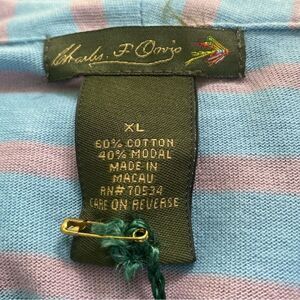 Charles F. Orvis
XL
60% COTTON
40% MODAL
MADE IN
MACAU
RN# 70534
CARE ON REVERSE